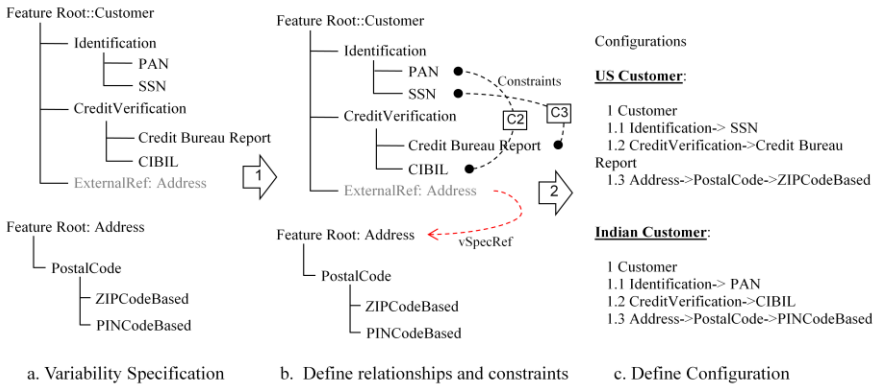 Feature Root::Customer
Identification
PAN
SSN
CreditVerification
Credit Bureau Report
CIBIL
ExternalRef: Address
Feature Root: Address
PostalCode
ZIPCodeBased
PINCodeBased
a. Variability Specification
1
Feature Root::Customer
Identification
PAN
SSN
Constraints
C2
C3
CreditVerification
Credit Bureau Report
CIBIL
ExternalRef: Address
vSpecRef
Feature Root: Address
PostalCode
ZIPCodeBased
PINCodeBased
b. Define relationships and constraints
2
Configurations
US Customer:
1 Customer
1.1 Identification-> SSN
1.2 CreditVerification->Credit Bureau
Report
1.3 Address->PostalCode->ZIPCodeBased
Indian Customer:
1 Customer
1.1 Identification-> PAN
1.2 CreditVerification->CIBIL
1.3 Address->PostalCode->PINCodeBased
c. Define Configuration